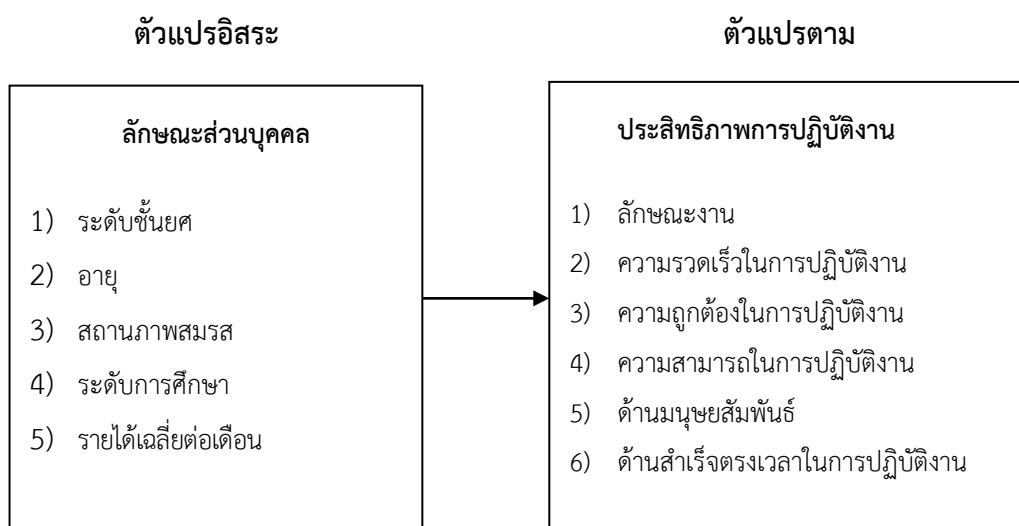 ตัวแปรอิสระ
ตัวแปรตาม
ลักษณะส่วนบุคคล
1) ระดับชั้นยศ
2) อายุ
3) สถานภาพสมรส
4) ระดับการศึกษา
5) รายได้เฉลี่ยต่อเดือน
ประสิทธิภาพการปฏิบัติงาน
1) ลักษณะงาน
2) ความรวดเร็วในการปฏิบัติงาน
3) ความถูกต้องในการปฏิบัติงาน
4) ความสามารถในการปฏิบัติงาน
5) ด้านมนุษยสัมพันธ์
6) ด้านสำเร็จตรงเวลาในการปฏิบัติงาน